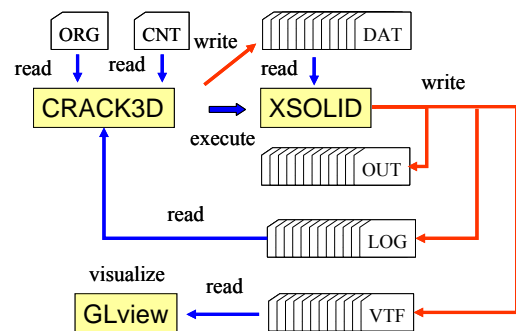 ORG
CNT
write
DAT
read
read
read
write
CRACK3D
XSOLID
execute
OUT
read
LOG
visualize
read
GLview
VTF